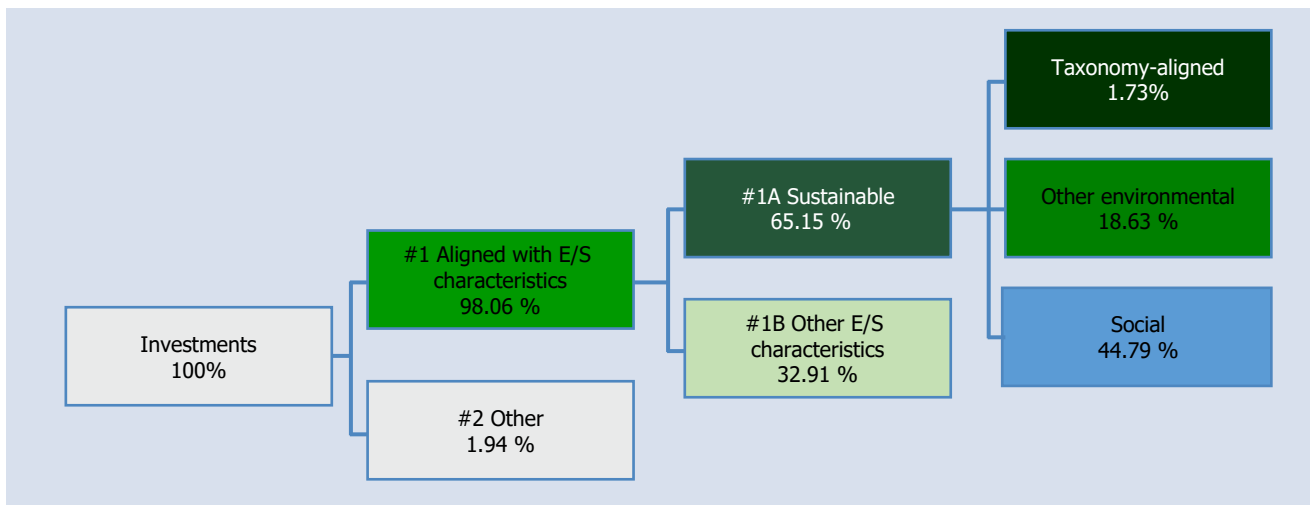 Investments
100%
#1 Aligned with E/S
characteristics
98.06 %
#2 Other
1.94 %
#1A Sustainable
65.15 %
#1B Other E/S
characteristics
32.91 %
Taxonomy-aligned
1.73%
Other environmental
18.63 %
Social
44.79 %